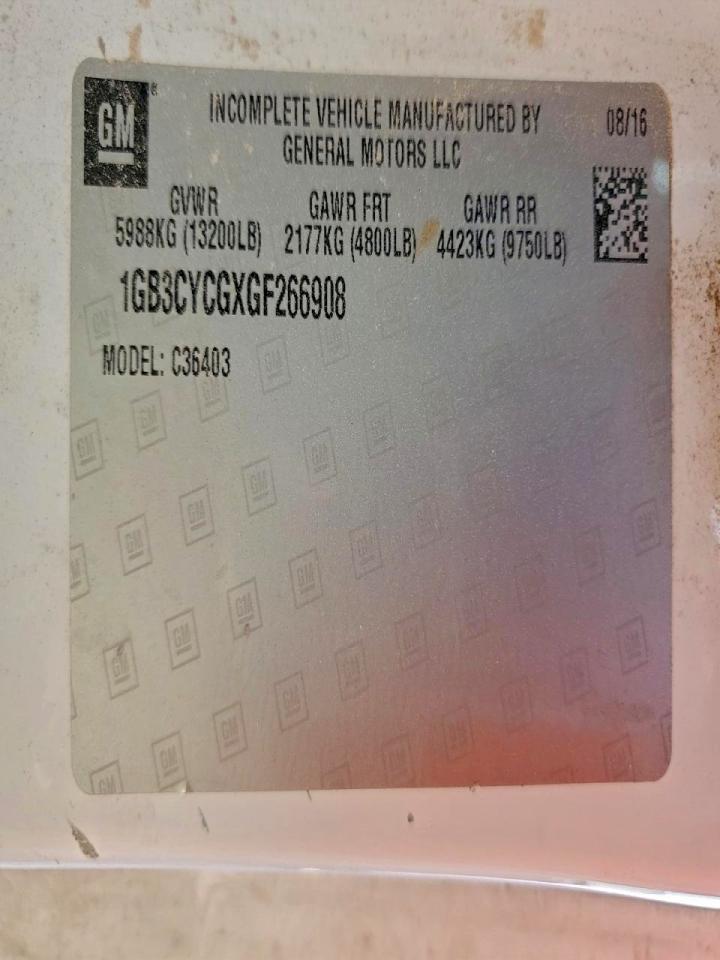 GM
INCOMPLETE VEHICLE MANUFACTURED BY
GENERAL MOTORS LLC
08/16
GVWR GAWR FRT GAWR RR
5988KG (13200LB) 2177KG (4800LB) 4423KG (9750LB)
1GB3CYCGXGF266908
MODEL: C36403